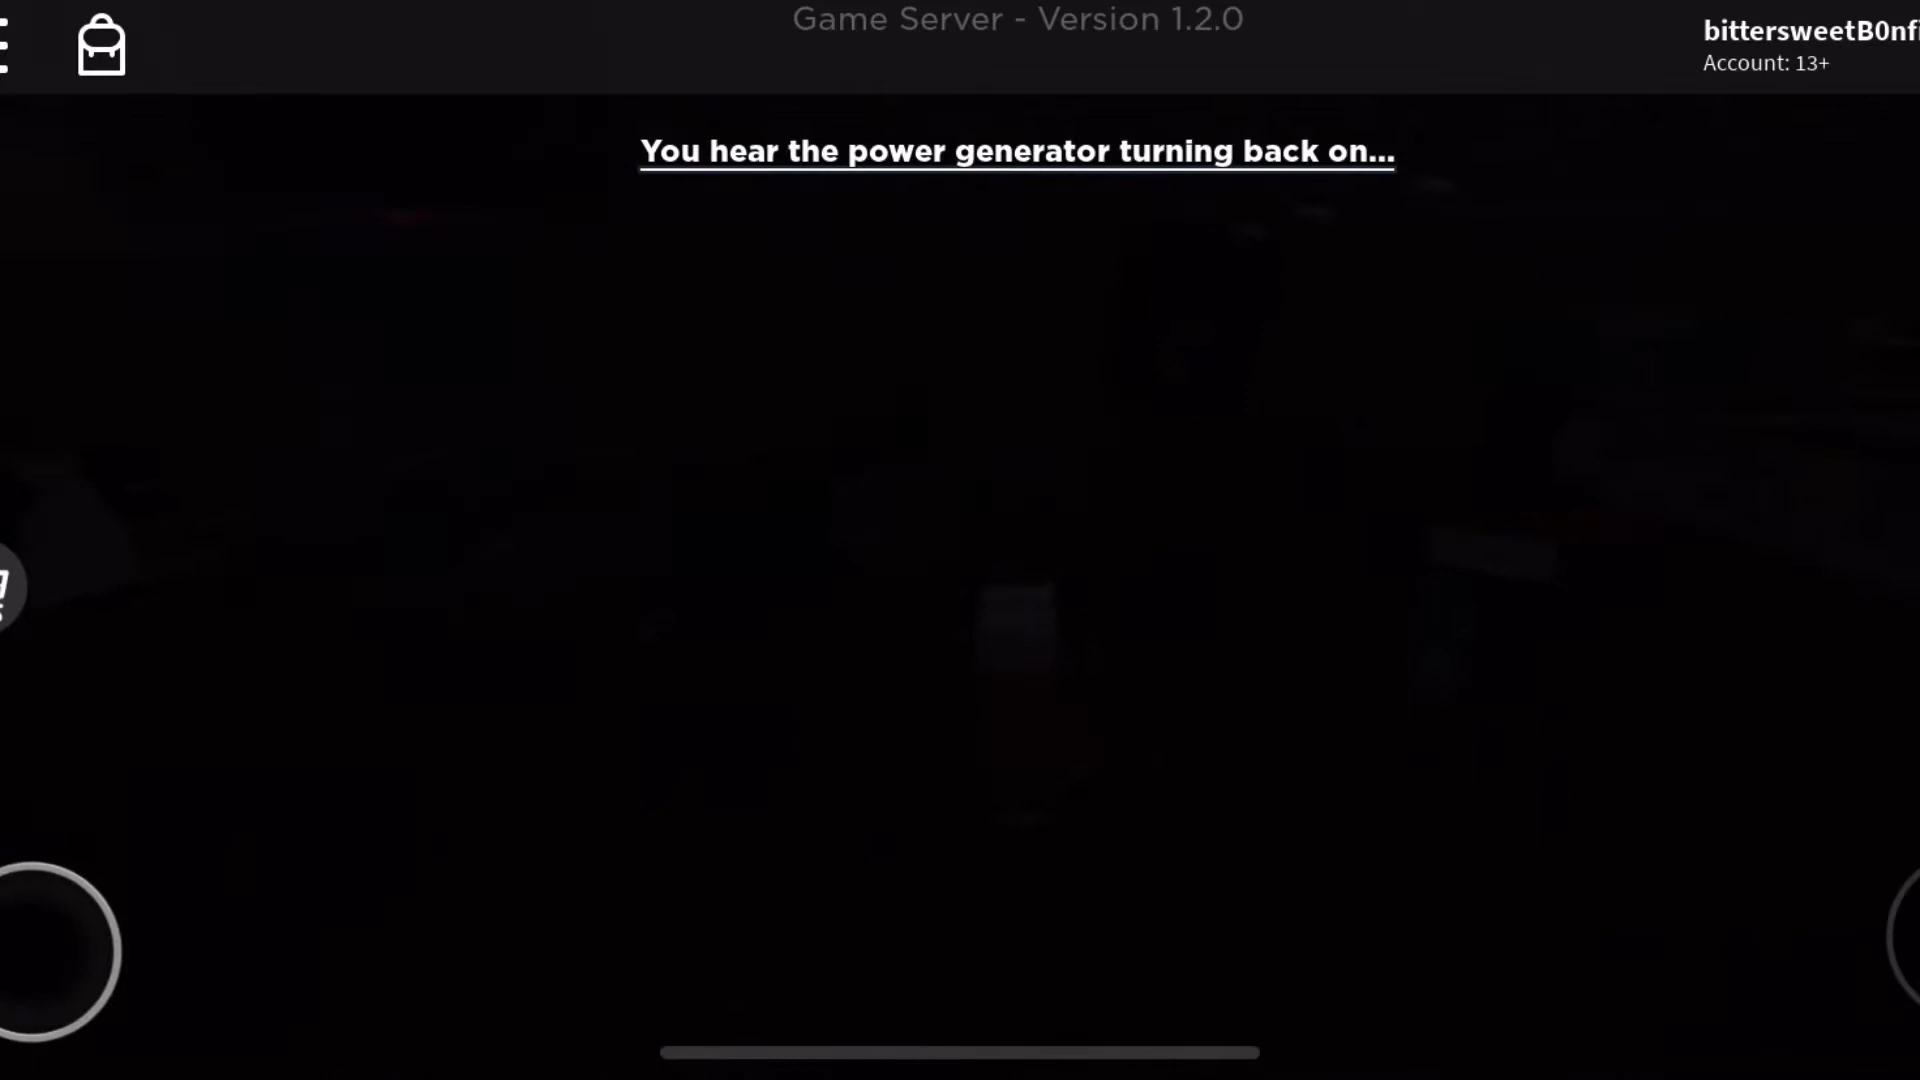 Game Server - Version 1.2.0
bittersweetB0nf
Account: 13+
You hear the power generator turning back on...